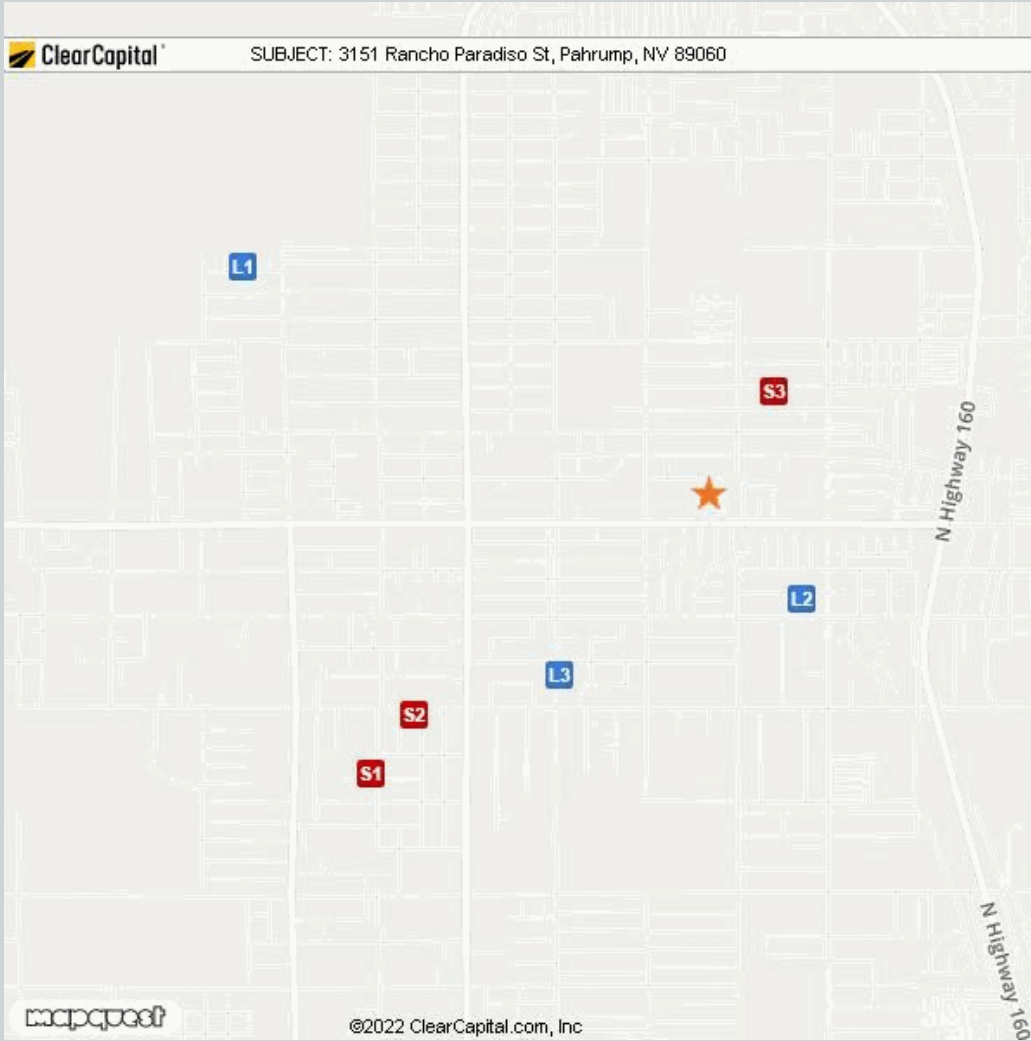 ClearCapital
SUBJECT: 3151 Rancho Paradiso St, Pahrump, NV 89060
L1
S3
N Highway 160
L2
L3
S2
S1
N Highway 160
mapquest
©2022 ClearCapital.com, Inc